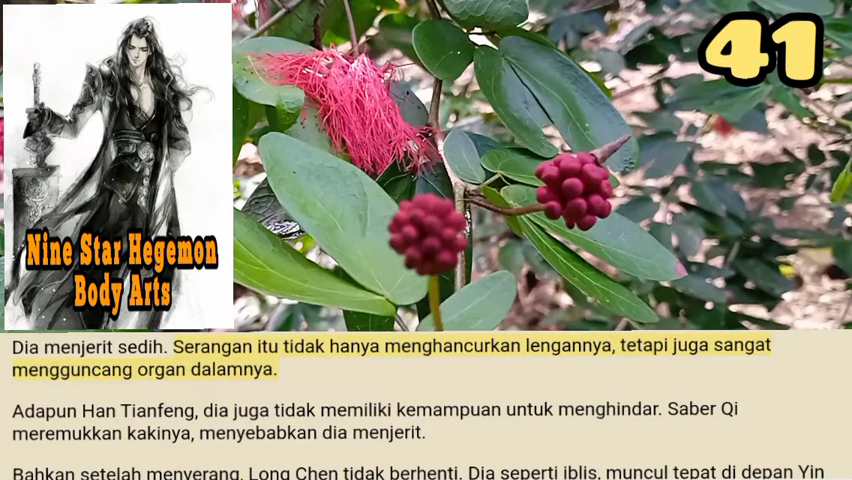 41
Nine Star Hegemon
Body Arts
Dia menjerit sedih. Serangan itu tidak hanya menghancurkan lengannya, tetapi juga sangat
mengguncang organ dalamnya.
Adapun Han Tianfeng, dia juga tidak memiliki kemampuan untuk menghindar. Saber Qi
meremukkan kakinya, menyebabkan dia menjerit.
Bahkan setelah menyerang, Long Chen tidak berhenti. Dia seperti iblis, muncul tepat di depan Yin